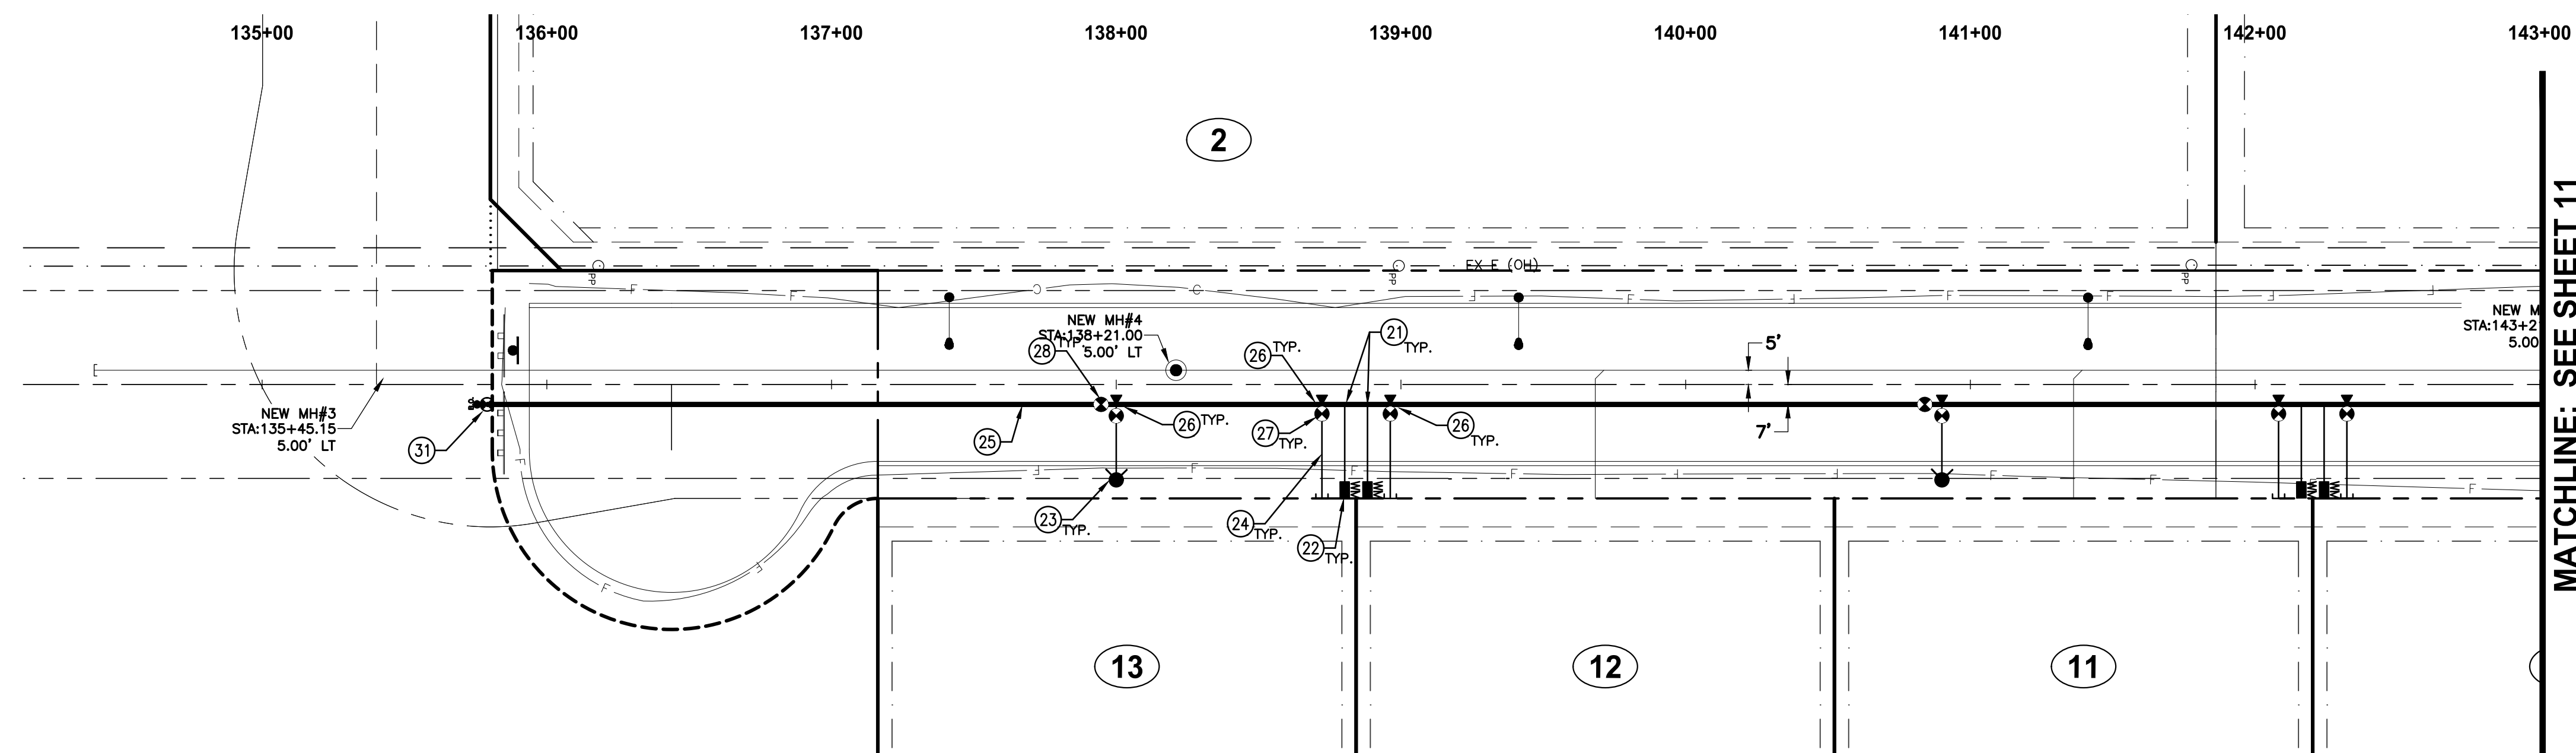 135+00
136+00
137+00
138+00
139+00
140+00
141+00
142+00
143+00
2
PP
PP
EX E (OH)
PP
F
F
C
C
F
F
F
F
F
F
F
NEW MH#4
STA:138+21.00
5.00' LT
28
TYP.
26
TYP.
21
TYP.
5'
NEW M
STA:143+2
5.00
MATCHLINE: SEE SHEET 11
E
NEW MH#3
STA:135+45.15
5.00' LT
31
25
26
TYP.
27
TYP.
26
TYP.
7'
F
F
F
F
F
F
F
F
F
F
F
23
TYP.
24
TYP.
22
TYP.
F
F
13
12
11